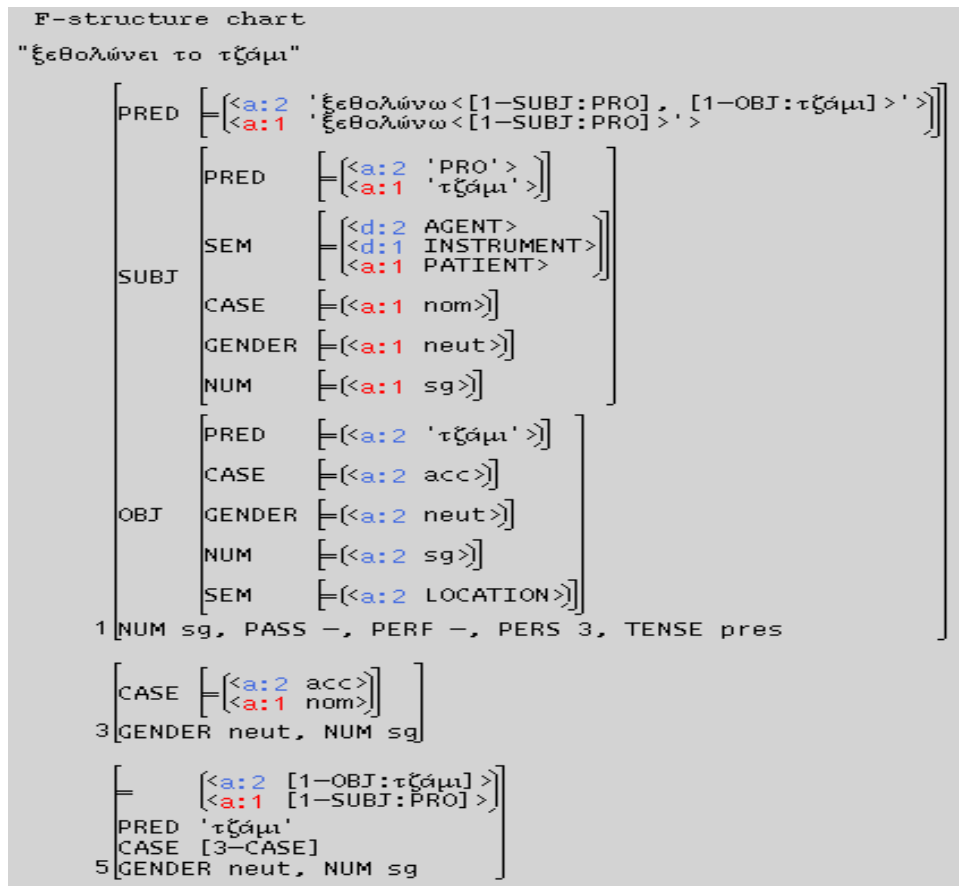 F-structure chart
"ξεθολώνει το τζάμι"
PRED = <a:2 'ξεθολώνω<[1-SUBJ:PRO], [1-OBJ:τζάμι]>'>
<a:1 'ξεθολώνω<[1-SUBJ:PRO]>'>
PRED = <a:2 'PRO'>
<a:1 'τζάμι'>
SEM = <d:2 AGENT>
<d:1 INSTRUMENT>
<a:1 PATIENT>
SUBJ
CASE = <a:1 nom>
GENDER = <a:1 neut>
NUM = <a:1 sg>
PRED = <a:2 'τζάμι'>
CASE = <a:2 acc>
OBJ GENDER = <a:2 neut>
NUM = <a:2 sg>
SEM = <a:2 LOCATION>
1 NUM sg, PASS −, PERF −, PERS 3, TENSE pres
CASE = <a:2 acc>
<a:1 nom>
3 GENDER neut, NUM sg
= <a:2 [1-OBJ:τζάμι]>
<a:1 [1-SUBJ:PRO]>
PRED 'τζάμι'
CASE [3-CASE]
5 GENDER neut, NUM sg